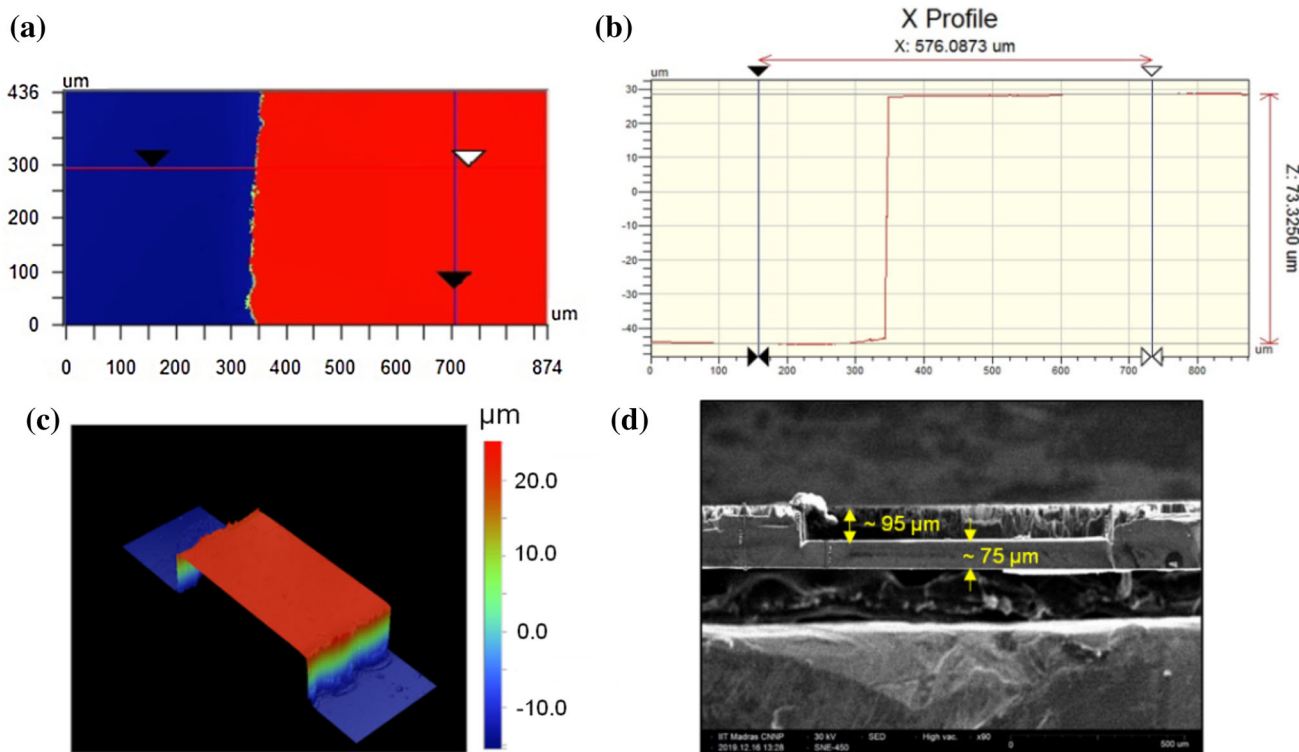 (a)
um
436
300
200
100
0
um
0 100 200 300 400 500 600 700 874
(b)
X Profile
X: 576.0873 um
um
30
20
10
0
-10
-20
-30
-40
um
0 100 200 300 400 500 600 700 800
Z: 73.3250 um
(c)
µm
20.0
10.0
0.0
-10.0
(d)
~ 95 µm
~ 75 µm
IIT Madras CNNP 30 kV SED High vac. x90
2019.12.16 13:28 SNE-450 0 500 um